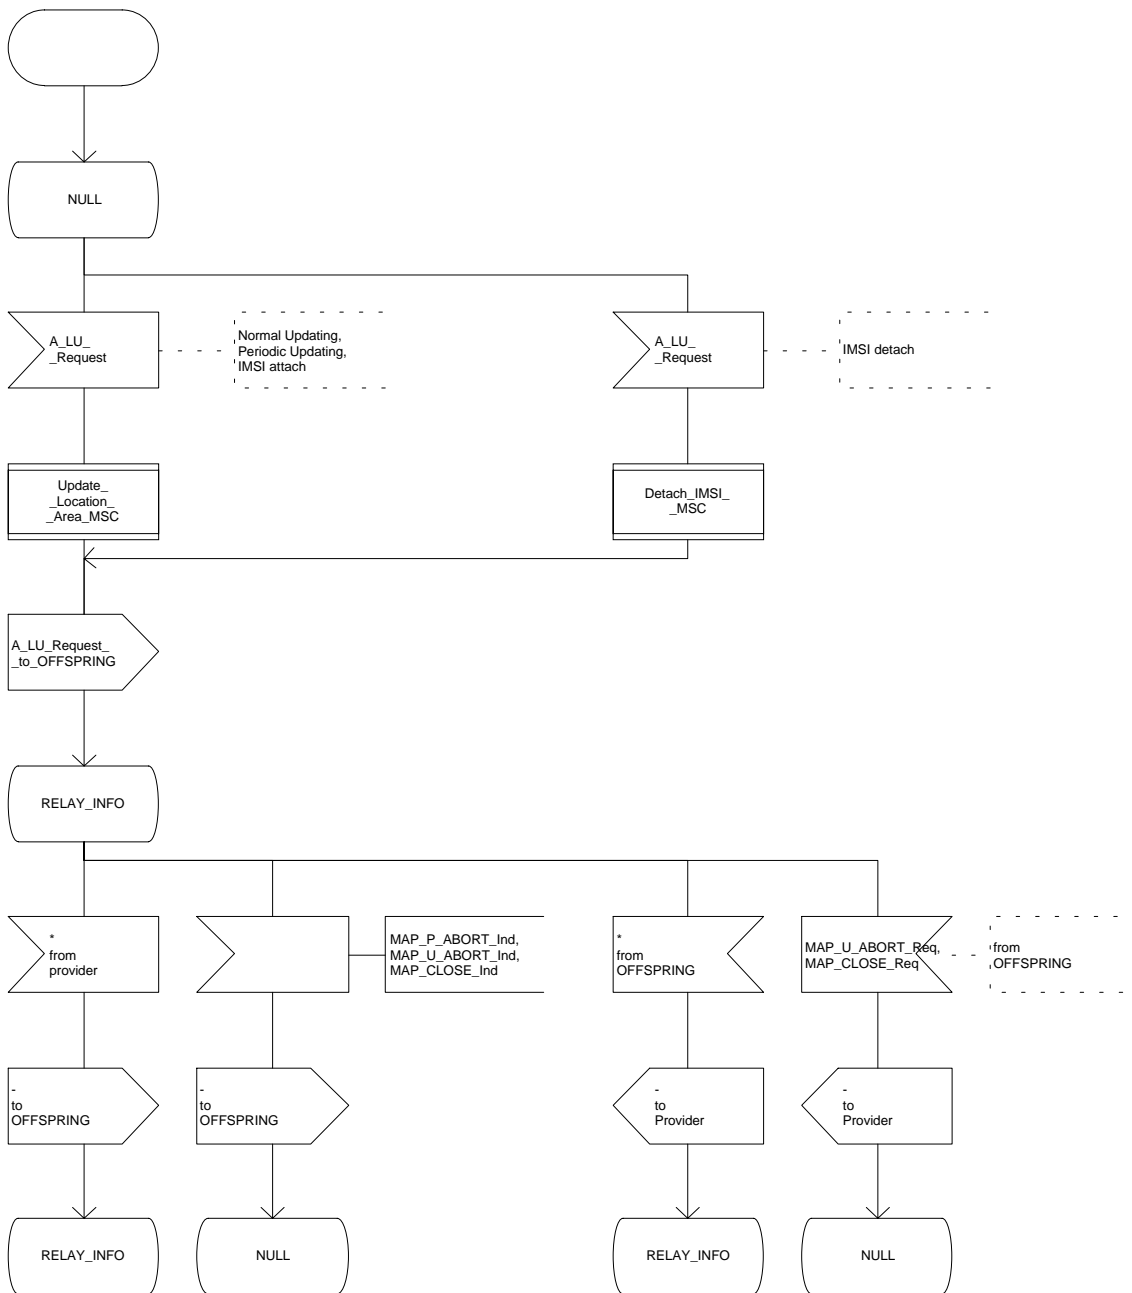 NULL
A_LU_
_Request
Normal Updating,
Periodic Updating,
IMSI attach
A_LU_
_Request
IMSI detach
Update_
_Location_
_Area_MSC
Detach_IMSI_
_MSC
A_LU_Request_
_to_OFFSPRING
RELAY_INFO
*
from
provider
MAP_P_ABORT_Ind,
MAP_U_ABORT_Ind,
MAP_CLOSE_Ind
*
from
OFFSPRING
MAP_U_ABORT_Req,
MAP_CLOSE_Req
from
OFFSPRING
-
to
OFFSPRING
-
to
OFFSPRING
-
to
Provider
-
to
Provider
RELAY_INFO
NULL
RELAY_INFO
NULL